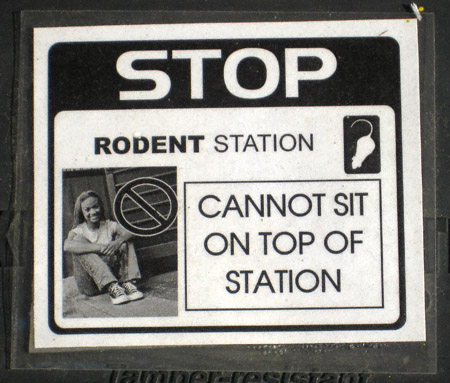 STOP
RODENT STATION
CANNOT SIT
ON TOP OF
STATION
tamper-resistant